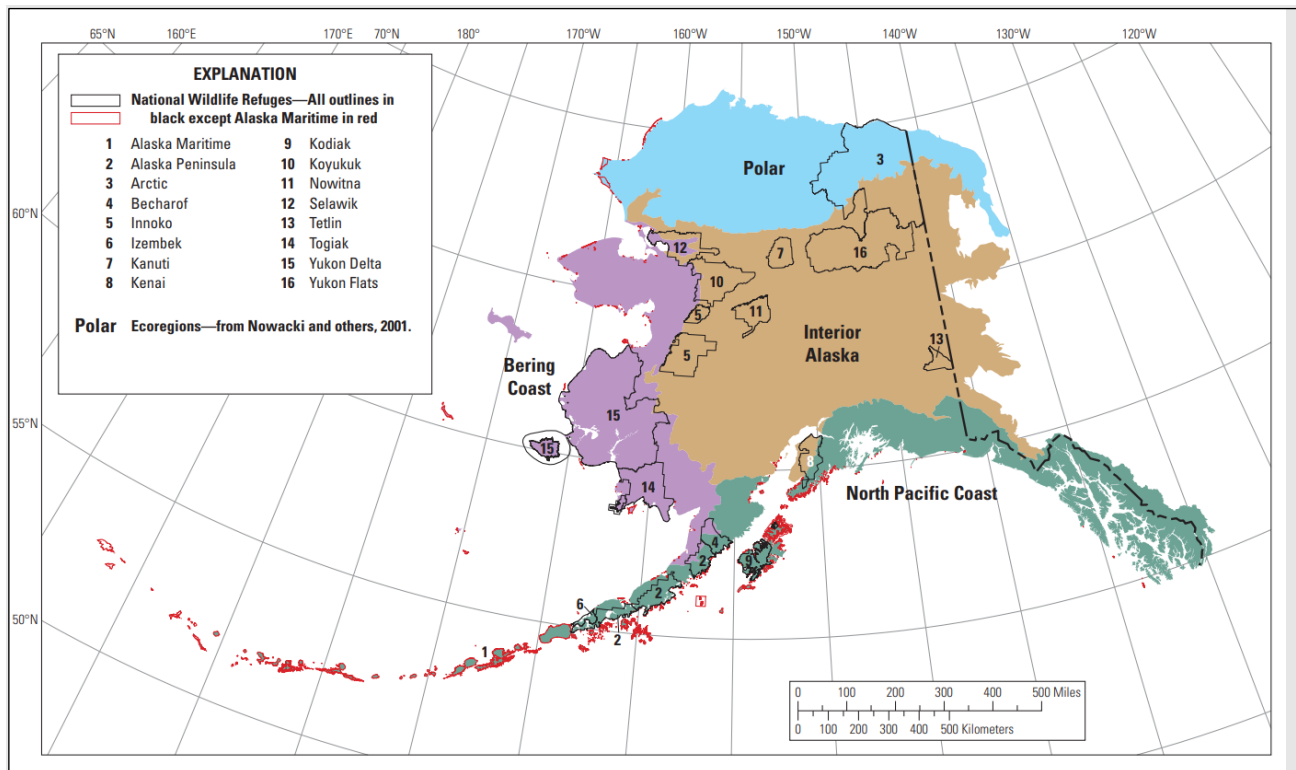 65°N 160°E 170°E 70°N 180° 170°W 160°W 150°W 140°W 130°W 120°W
EXPLANATION
National Wildlife Refuges—All outlines in
black except Alaska Maritime in red
1 Alaska Maritime 9 Kodiak
2 Alaska Peninsula 10 Koyukuk
3 Arctic 11 Nowitna
4 Becharof 12 Selawik
5 Innoko 13 Tetlin
6 Izembek 14 Togiak
7 Kanuti 15 Yukon Delta
8 Kenai 16 Yukon Flats
Polar Ecoregions—from Nowacki and others, 2001.
60°N
55°N
50°N
Polar
3
12
7
16
10
5
11
5
Interior
Alaska
13
Bering
Coast
15
15
14
8
North Pacific Coast
4
2
9
2
6
2
1
0 100 200 300 400 500 Miles
0 100 200 300 400 500 Kilometers